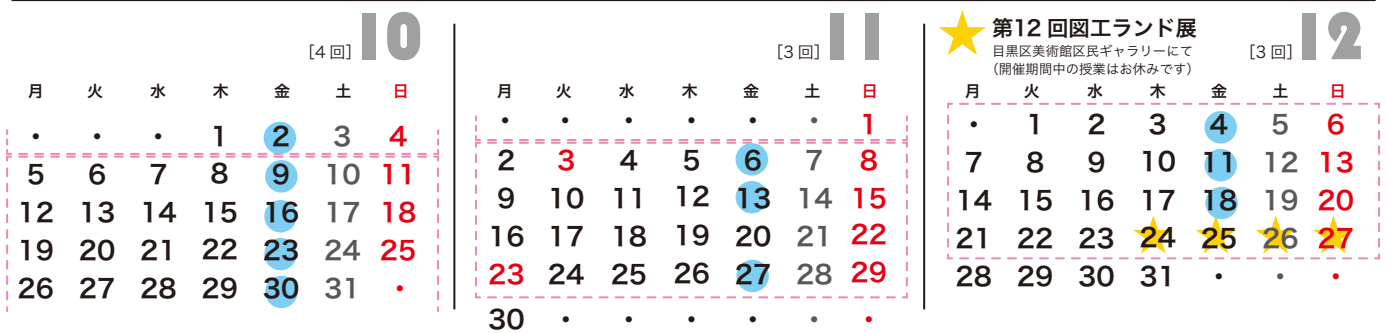 [4回] 10
月 火 水 木 金 土 日
・ ・ ・ 1 2 3 4
5 6 7 8 9 10 11
12 13 14 15 16 17 18
19 20 21 22 23 24 25
26 27 28 29 30 31 ・
[3回] 11
月 火 水 木 金 土 日
・ ・ ・ ・ ・ ・ 1
2 3 4 5 6 7 8
9 10 11 12 13 14 15
16 17 18 19 20 21 22
23 24 25 26 27 28 29
30 ・ ・ ・ ・ ・ ・
第12回図工ランド展
目黒区美術館区民ギャラリーにて
(開催期間中の授業はお休みです)
[3回] 12
月 火 水 木 金 土 日
・ 1 2 3 4 5 6
7 8 9 10 11 12 13
14 15 16 17 18 19 20
21 22 23 24 25 26 27
28 29 30 31 ・ ・ ・